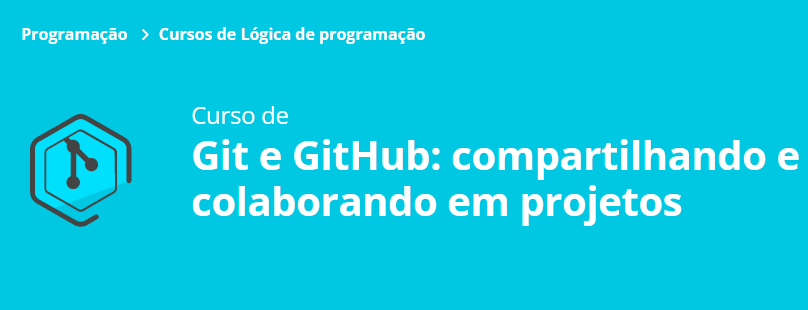 Programação > Cursos de Lógica de programação
Curso de
Git e GitHub: compartilhando e
colaborando em projetos